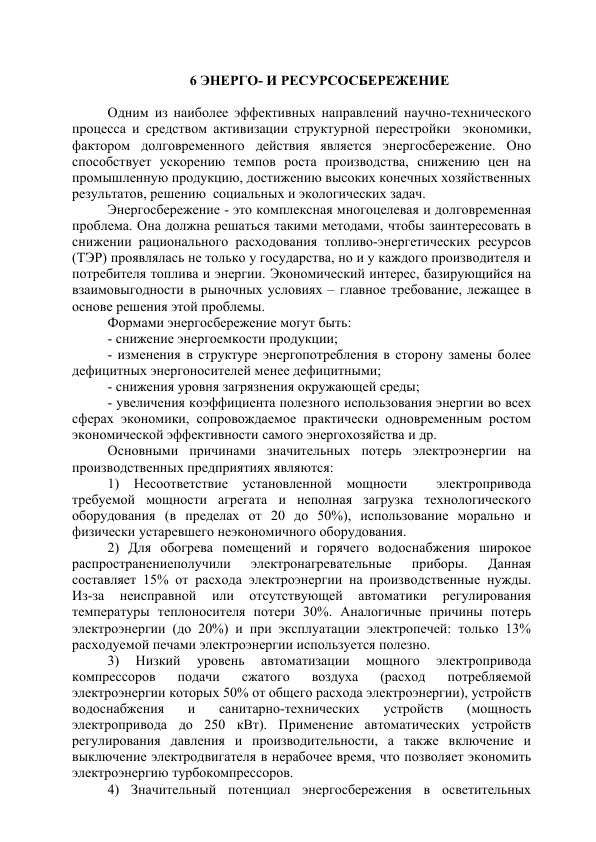 6 ЭНЕРГО- И РЕСУРСОСБЕРЕЖЕНИЕ
Одним из наиболее эффективных направлений научно-технического
процесса и средством активизации структурной перестройки экономики,
фактором долговременного действия является энергосбережение. Оно
способствует ускорению темпов роста производства, снижению цен на
промышленную продукцию, достижению высоких конечных хозяйственных
результатов, решению социальных и экологических задач.
Энергосбережение - это комплексная многоцелевая и долговременная
проблема. Она должна решаться такими методами, чтобы заинтересовать в
снижении рационального расходования топливо-энергетических ресурсов
(ТЭР) проявлялась не только у государства, но и у каждого производителя и
потребителя топлива и энергии. Экономический интерес, базирующийся на
взаимовыгодности в рыночных условиях – главное требование, лежащее в
основе решения этой проблемы.
Формами энергосбережение могут быть:
- снижение энергоемкости продукции;
- изменения в структуре энергопотребления в сторону замены более
дефицитных энергоносителей менее дефицитными;
- снижения уровня загрязнения окружающей среды;
- увеличения коэффициента полезного использования энергии во всех
сферах экономики, сопровождаемое практически одновременным ростом
экономической эффективности самого энергохозяйства и др.
Основными причинами значительных потерь электроэнергии на
производственных предприятиях являются:
1) Несоответствие установленной мощности электропривода
требуемой мощности агрегата и неполная загрузка технологического
оборудования (в пределах от 20 до 50%), использование морально и
физически устаревшего неэкономичного оборудования.
2) Для обогрева помещений и горячего водоснабжения широкое
распространениеполучили электронагревательные приборы. Данная
составляет 15% от расхода электроэнергии на производственные нужды.
Из-за неисправной или отсутствующей автоматики регулирования
температуры теплоносителя потери 30%. Аналогичные причины потерь
электроэнергии (до 20%) и при эксплуатации электропечей: только 13%
расходуемой печами электроэнергии используется полезно.
3) Низкий уровень автоматизации мощного электропривода
компрессоров подачи сжатого воздуха (расход потребляемой
электроэнергии которых 50% от общего расхода электроэнергии), устройств
водоснабжения и санитарно-технических устройств (мощность
электропривода до 250 кВт). Применение автоматических устройств
регулирования давления и производительности, а также включение и
выключение электродвигателя в нерабочее время, что позволяет экономить
электроэнергию турбокомпрессоров.
4) Значительный потенциал энергосбережения в осветительных